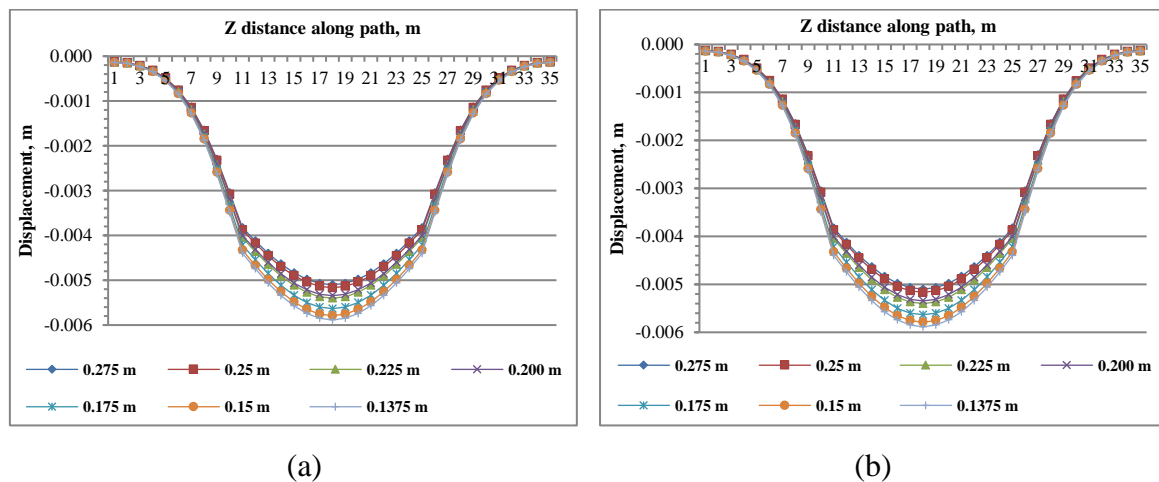 Z distance along path, m
0.000
1 3 5 7 9 11 13 15 17 19 21 23 25 27 29 31 33 35
-0.001
-0.002
-0.003
-0.004
-0.005
-0.006
Displacement, m
0.275 m 0.25 m 0.225 m 0.200 m
0.175 m 0.15 m 0.1375 m
(a)
Z distance along path, m
0.000
1 3 5 7 9 11 13 15 17 19 21 23 25 27 29 31 33 35
-0.001
-0.002
-0.003
-0.004
-0.005
-0.006
Displacement, m
0.275 m 0.25 m 0.225 m 0.200 m
0.175 m 0.15 m 0.1375 m
(b)